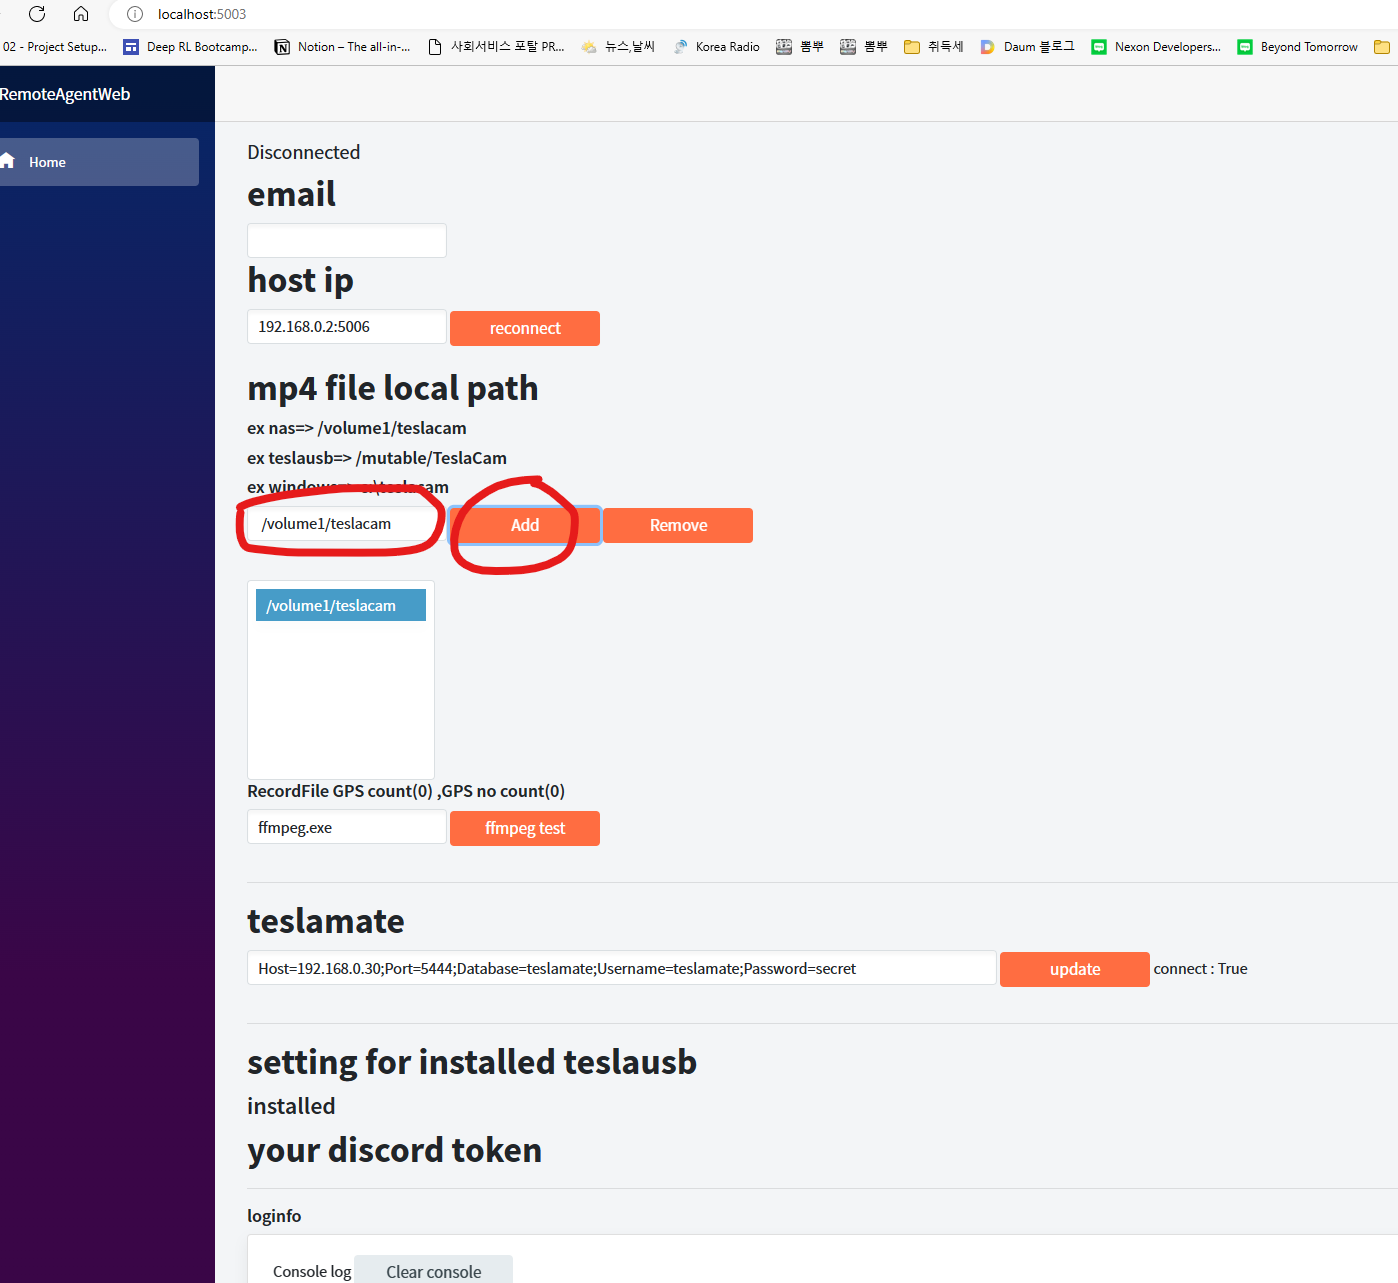 localhost:5003
02 - Project Setup... Deep RL Bootcamp... Notion – The all-in-... 사회서비스 포탈 PR... 뉴스,날씨 Korea Radio 뽐뿌 뽐뿌 취득세 Daum 블로그 Nexon Developers... Beyond Tomorrow
RemoteAgentWeb
Home
Disconnected
email
host ip
192.168.0.2:5006 reconnect
mp4 file local path
ex nas=> /volume1/teslacam
ex teslausb=> /mutable/TeslaCam
ex windows=> c:\teslacam
/volume1/teslacam Add Remove
/volume1/teslacam
RecordFile GPS count(0) ,GPS no count(0)
ffmpeg.exe ffmpeg test
teslamate
Host=192.168.0.30;Port=5444;Database=teslamate;Username=teslamate;Password=secret update connect : True
setting for installed teslausb
installed
your discord token
loginfo
Console log Clear console